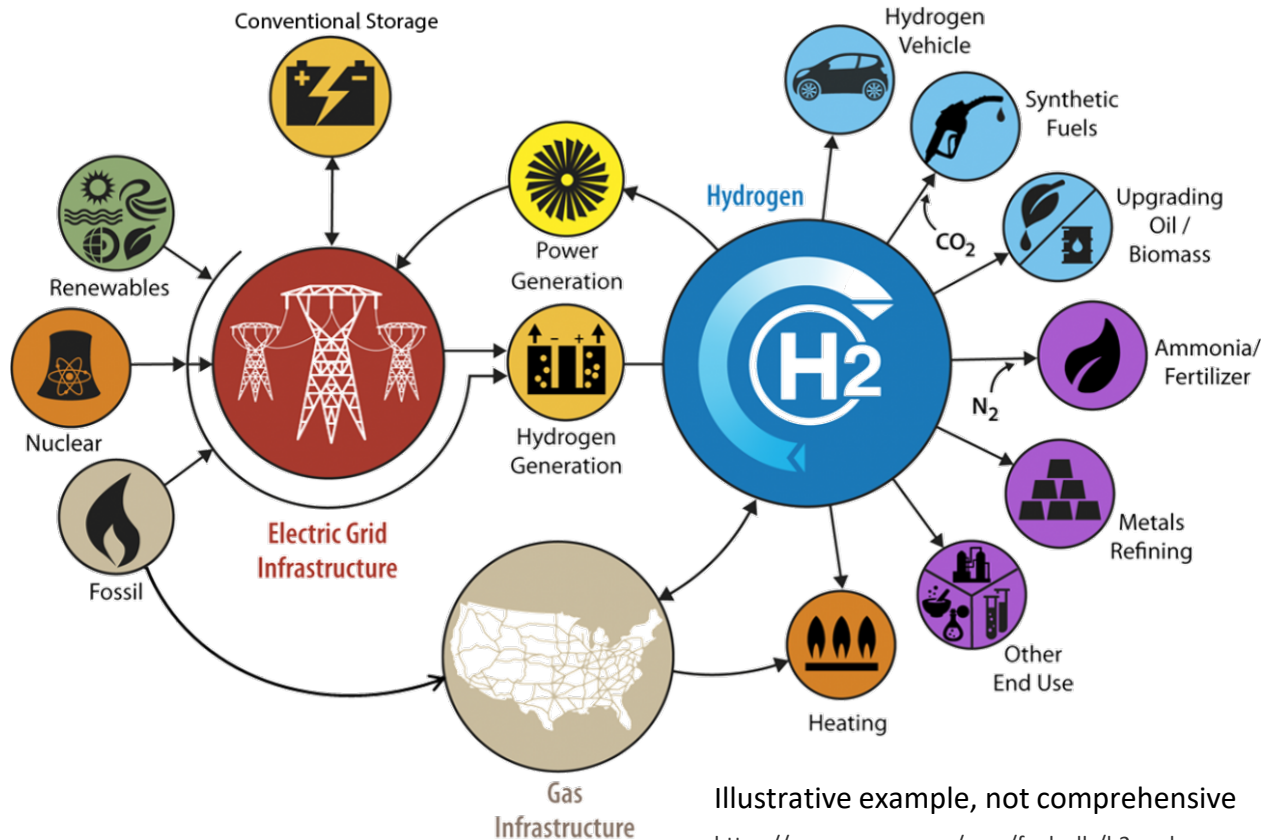 Conventional Storage
Hydrogen
Vehicle
Synthetic
Fuels
Renewables
Power
Generation
Hydrogen
CO2
Upgrading
Oil /
Biomass
Nuclear
- +
Hydrogen
Generation
H2
N2
Ammonia/
Fertilizer
Fossil
Electric Grid
Infrastructure
Metals
Refining
Other
End Use
Heating
Gas
Infrastructure
Illustrative example, not comprehensive